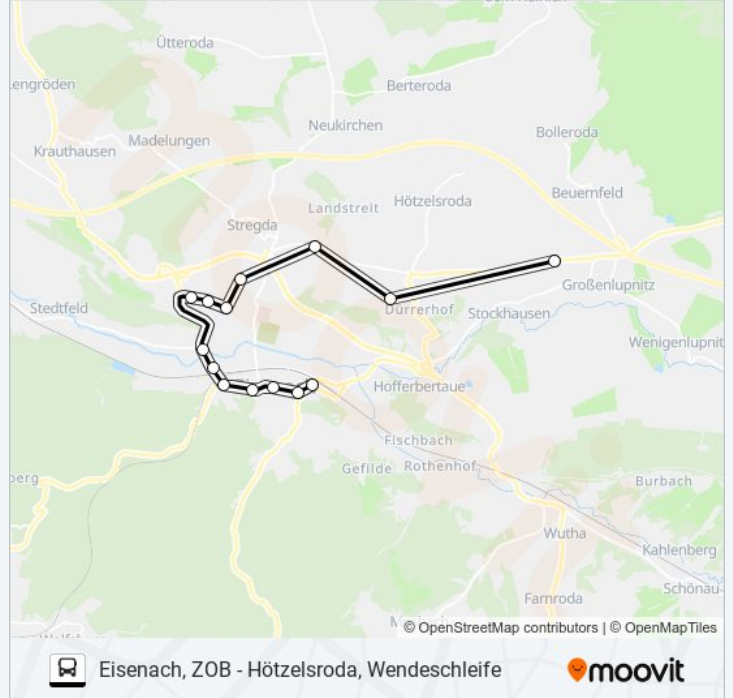 Ütteroda
Lengröden
Berteroda
Neukirchen
Bolleroda
Madelungen
Krauthausen
Beuernfeld
Hötzelsroda
Landstreit
Stregda
Großenlupnitz
Stedtfeld
Dürrerhof
Stockhausen
Wenigenlupnit
Hofferbertaue
Fischbach
Gefilde
Rothenhof
berg
Burbach
Wutha
Kahlenberg
Schönau
Farnroda
© OpenStreetMap contributors | © OpenMapTiles
Eisenach, ZOB - Hötzelsroda, Wendeschleife
moovit